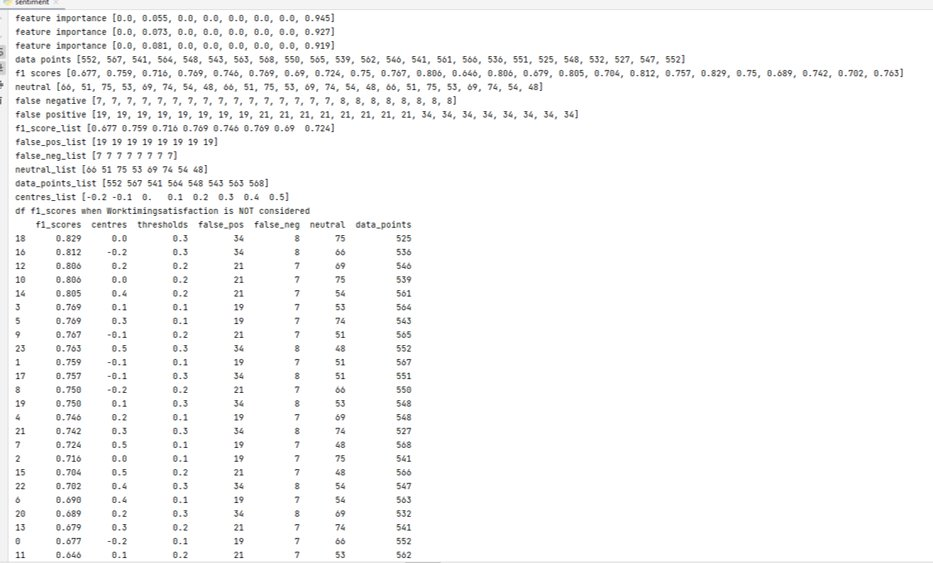 sentiment
feature importance [0.0, 0.055, 0.0, 0.0, 0.0, 0.0, 0.0, 0.945]
feature importance [0.0, 0.073, 0.0, 0.0, 0.0, 0.0, 0.0, 0.927]
feature importance [0.0, 0.081, 0.0, 0.0, 0.0, 0.0, 0.0, 0.919]
data points [552, 567, 541, 564, 548, 543, 563, 568, 550, 565, 539, 562, 546, 541, 561, 566, 536, 551, 525, 548, 532, 527, 547, 552]
f1 scores [0.677, 0.759, 0.716, 0.769, 0.746, 0.769, 0.69, 0.724, 0.75, 0.767, 0.806, 0.646, 0.806, 0.679, 0.805, 0.704, 0.812, 0.757, 0.829, 0.75, 0.689, 0.742, 0.702, 0.763]
neutral [66, 51, 75, 53, 69, 74, 54, 48, 66, 51, 75, 53, 69, 74, 54, 48, 66, 51, 75, 53, 69, 74, 54, 48]
false negative [7, 7, 7, 7, 7, 7, 7, 7, 7, 7, 7, 7, 7, 7, 7, 7, 8, 8, 8, 8, 8, 8, 8, 8]
false positive [19, 19, 19, 19, 19, 19, 19, 19, 21, 21, 21, 21, 21, 21, 21, 21, 34, 34, 34, 34, 34, 34, 34, 34]
f1_score_list [0.677 0.759 0.716 0.769 0.746 0.769 0.69  0.724]
false_pos_list [19 19 19 19 19 19 19 19]
false_neg_list [7 7 7 7 7 7 7 7]
neutral_list [66 51 75 53 69 74 54 48]
data_points_list [552 567 541 564 548 543 563 568]
centres_list [-0.2 -0.1  0.   0.1  0.2  0.3  0.4  0.5]
df f1_scores when Worktimingsatisfaction is NOT considered
f1_scores centres thresholds false_pos false_neg neutral data_points
18 0.829 0.0 0.3 34 8 75 525
16 0.812 -0.2 0.3 34 8 66 536
12 0.806 0.2 0.2 21 7 69 546
10 0.806 0.0 0.2 21 7 75 539
14 0.805 0.4 0.2 21 7 54 561
3 0.769 0.1 0.1 19 7 53 564
5 0.769 0.3 0.1 19 7 74 543
9 0.767 -0.1 0.2 21 7 51 565
23 0.763 0.5 0.3 34 8 48 552
1 0.759 -0.1 0.1 19 7 51 567
17 0.757 -0.1 0.3 34 8 51 551
8 0.750 -0.2 0.2 21 7 66 550
19 0.750 0.1 0.3 34 8 53 548
4 0.746 0.2 0.1 19 7 69 548
21 0.742 0.3 0.3 34 8 74 527
7 0.724 0.5 0.1 19 7 48 568
2 0.716 0.0 0.1 19 7 75 541
15 0.704 0.5 0.2 21 7 48 566
22 0.702 0.4 0.3 34 8 54 547
6 0.690 0.4 0.1 19 7 54 563
20 0.689 0.2 0.3 34 8 69 532
13 0.679 0.3 0.2 21 7 74 541
0 0.677 -0.2 0.1 19 7 66 552
11 0.646 0.1 0.2 21 7 53 562